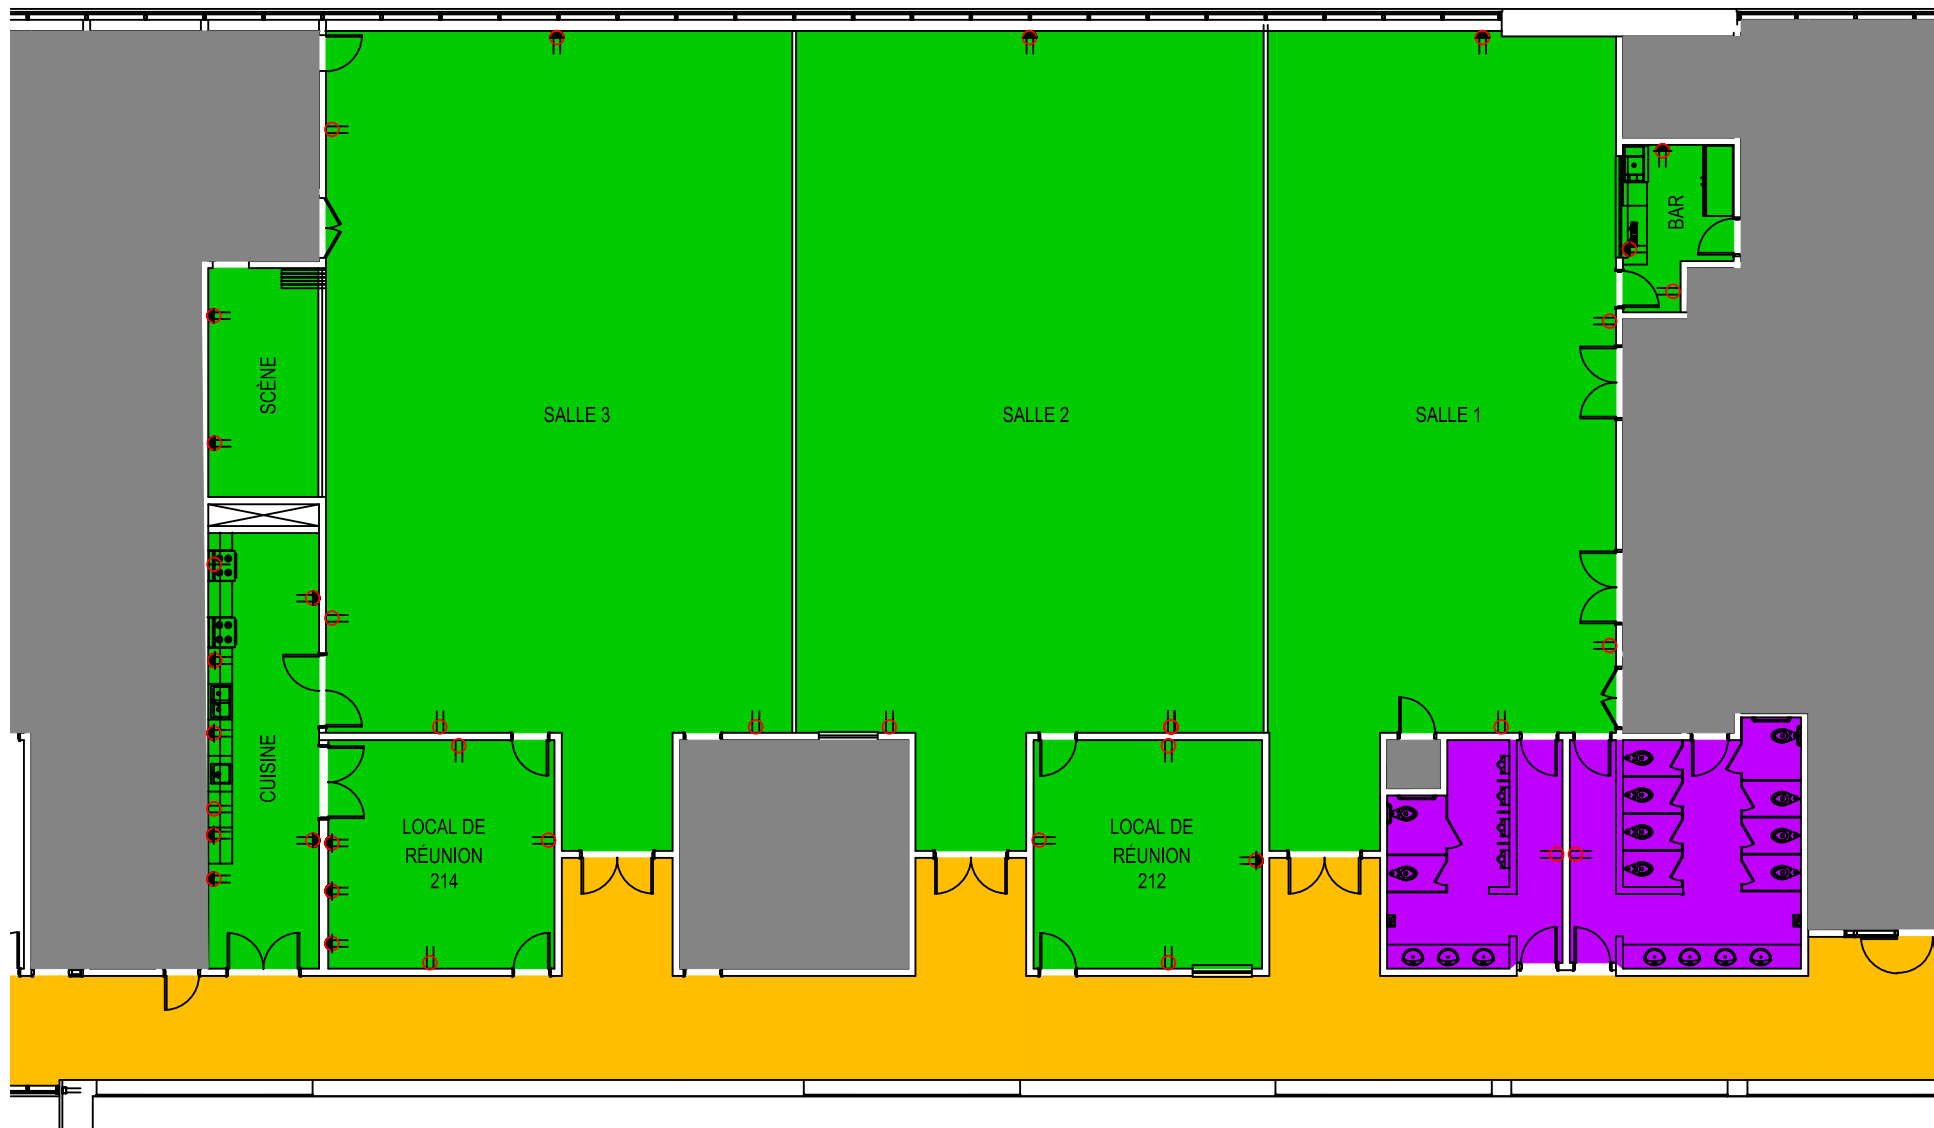 BAR
SCÈNE
SALLE 3
SALLE 2
SALLE 1
CUISINE
LOCAL DE
RÉUNION
214
LOCAL DE
RÉUNION
212